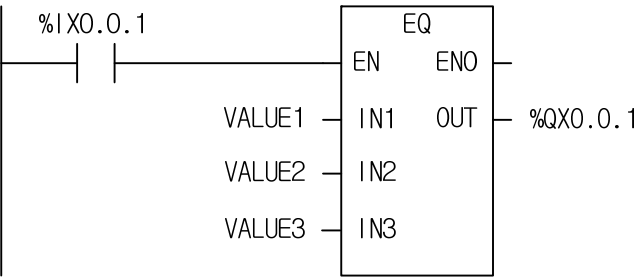 %IX0.0.1
EQ
EN ENO
VALUE1 IN1 OUT %QX0.0.1
VALUE2 IN2
VALUE3 IN3